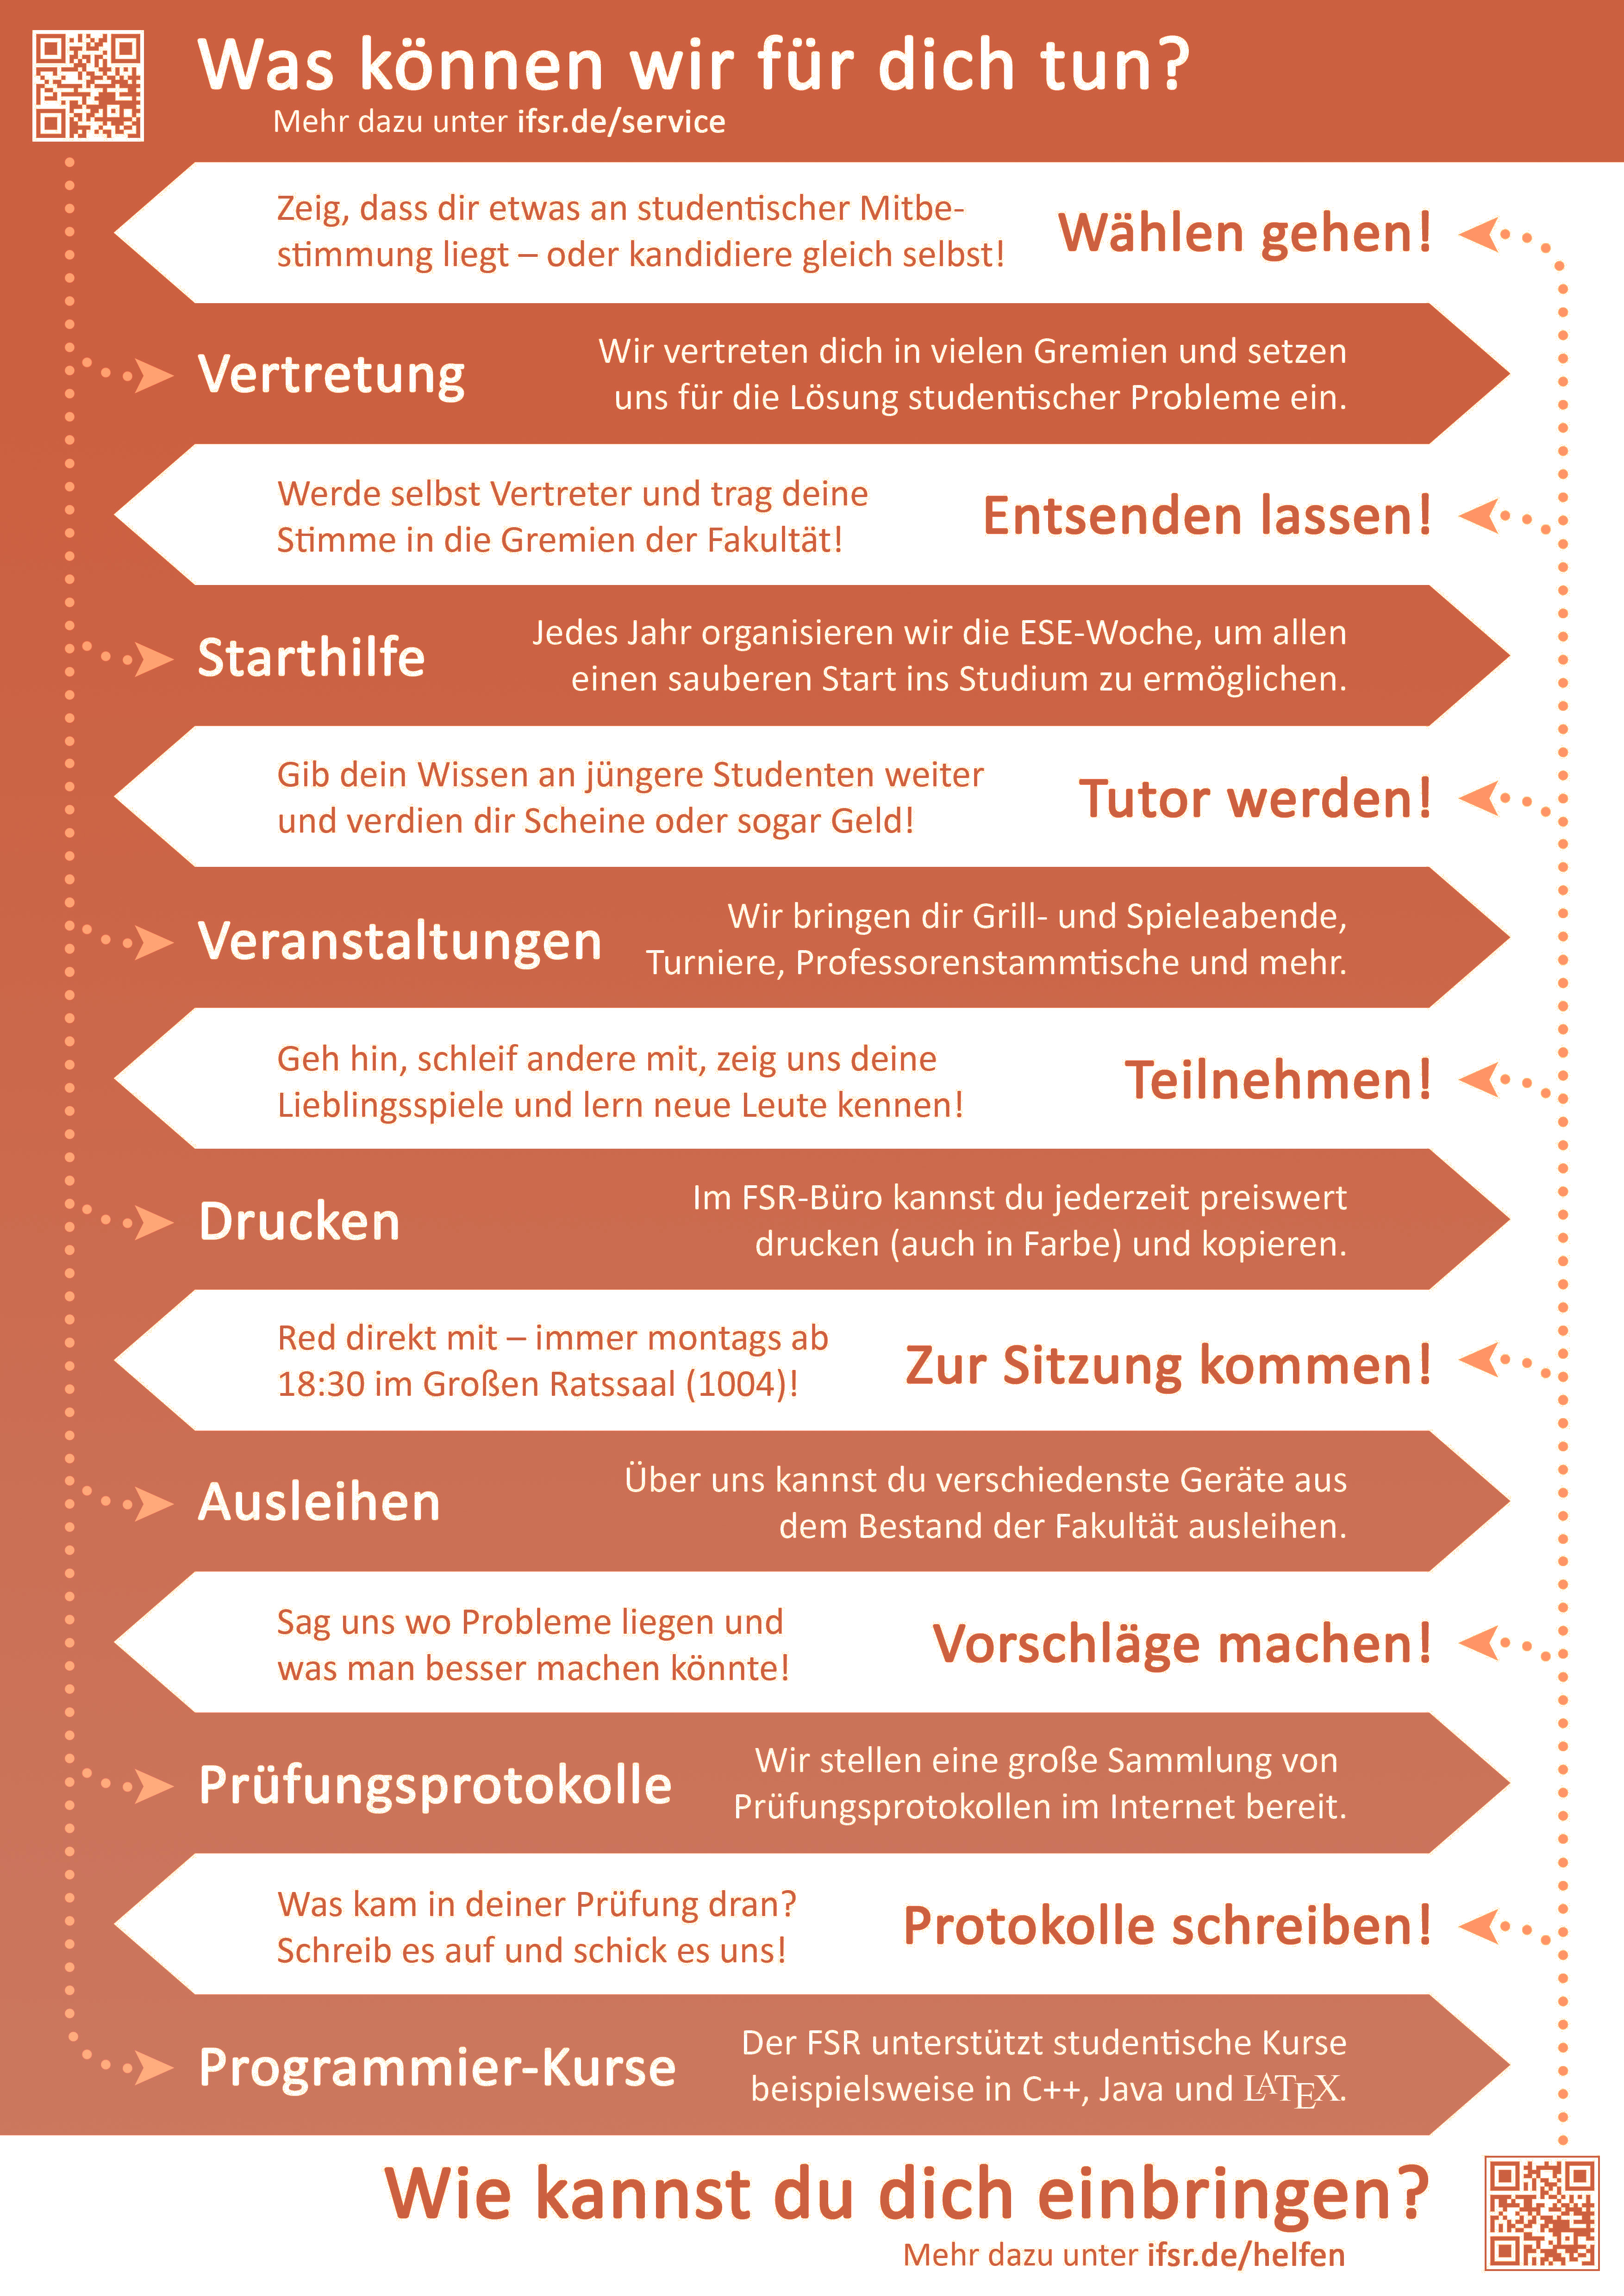 Was können wir für dich tun?
Mehr dazu unter ifsr.de/service
Zeig, dass dir etwas an studentischer Mitbe-
stimmung liegt – oder kandidiere gleich selbst!
Wählen gehen!
Vertretung
Wir vertreten dich in vielen Gremien und setzen
uns für die Lösung studentischer Probleme ein.
Werde selbst Vertreter und trag deine
Stimme in die Gremien der Fakultät!
Entsenden lassen!
Starthilfe
Jedes Jahr organisieren wir die ESE-Woche, um allen
einen sauberen Start ins Studium zu ermöglichen.
Gib dein Wissen an jüngere Studenten weiter
und verdien dir Scheine oder sogar Geld!
Tutor werden!
Veranstaltungen
Wir bringen dir Grill- und Spieleabende,
Turniere, Professorenstammtische und mehr.
Geh hin, schleif andere mit, zeig uns deine
Lieblingsspiele und lern neue Leute kennen!
Teilnehmen!
Drucken
Im FSR-Büro kannst du jederzeit preiswert
drucken (auch in Farbe) und kopieren.
Red direkt mit – immer montags ab
18:30 im Großen Ratssaal (1004)!
Zur Sitzung kommen!
Ausleihen
Über uns kannst du verschiedenste Geräte aus
dem Bestand der Fakultät ausleihen.
Sag uns wo Probleme liegen und
was man besser machen könnte!
Vorschläge machen!
Prüfungsprotokolle
Wir stellen eine große Sammlung von
Prüfungsprotokollen im Internet bereit.
Was kam in deiner Prüfung dran?
Schreib es auf und schick es uns!
Protokolle schreiben!
Programmier-Kurse
Der FSR unterstützt studentische Kurse
beispielsweise in C++, Java und LATEX.
Wie kannst du dich einbringen?
Mehr dazu unter ifsr.de/helfen